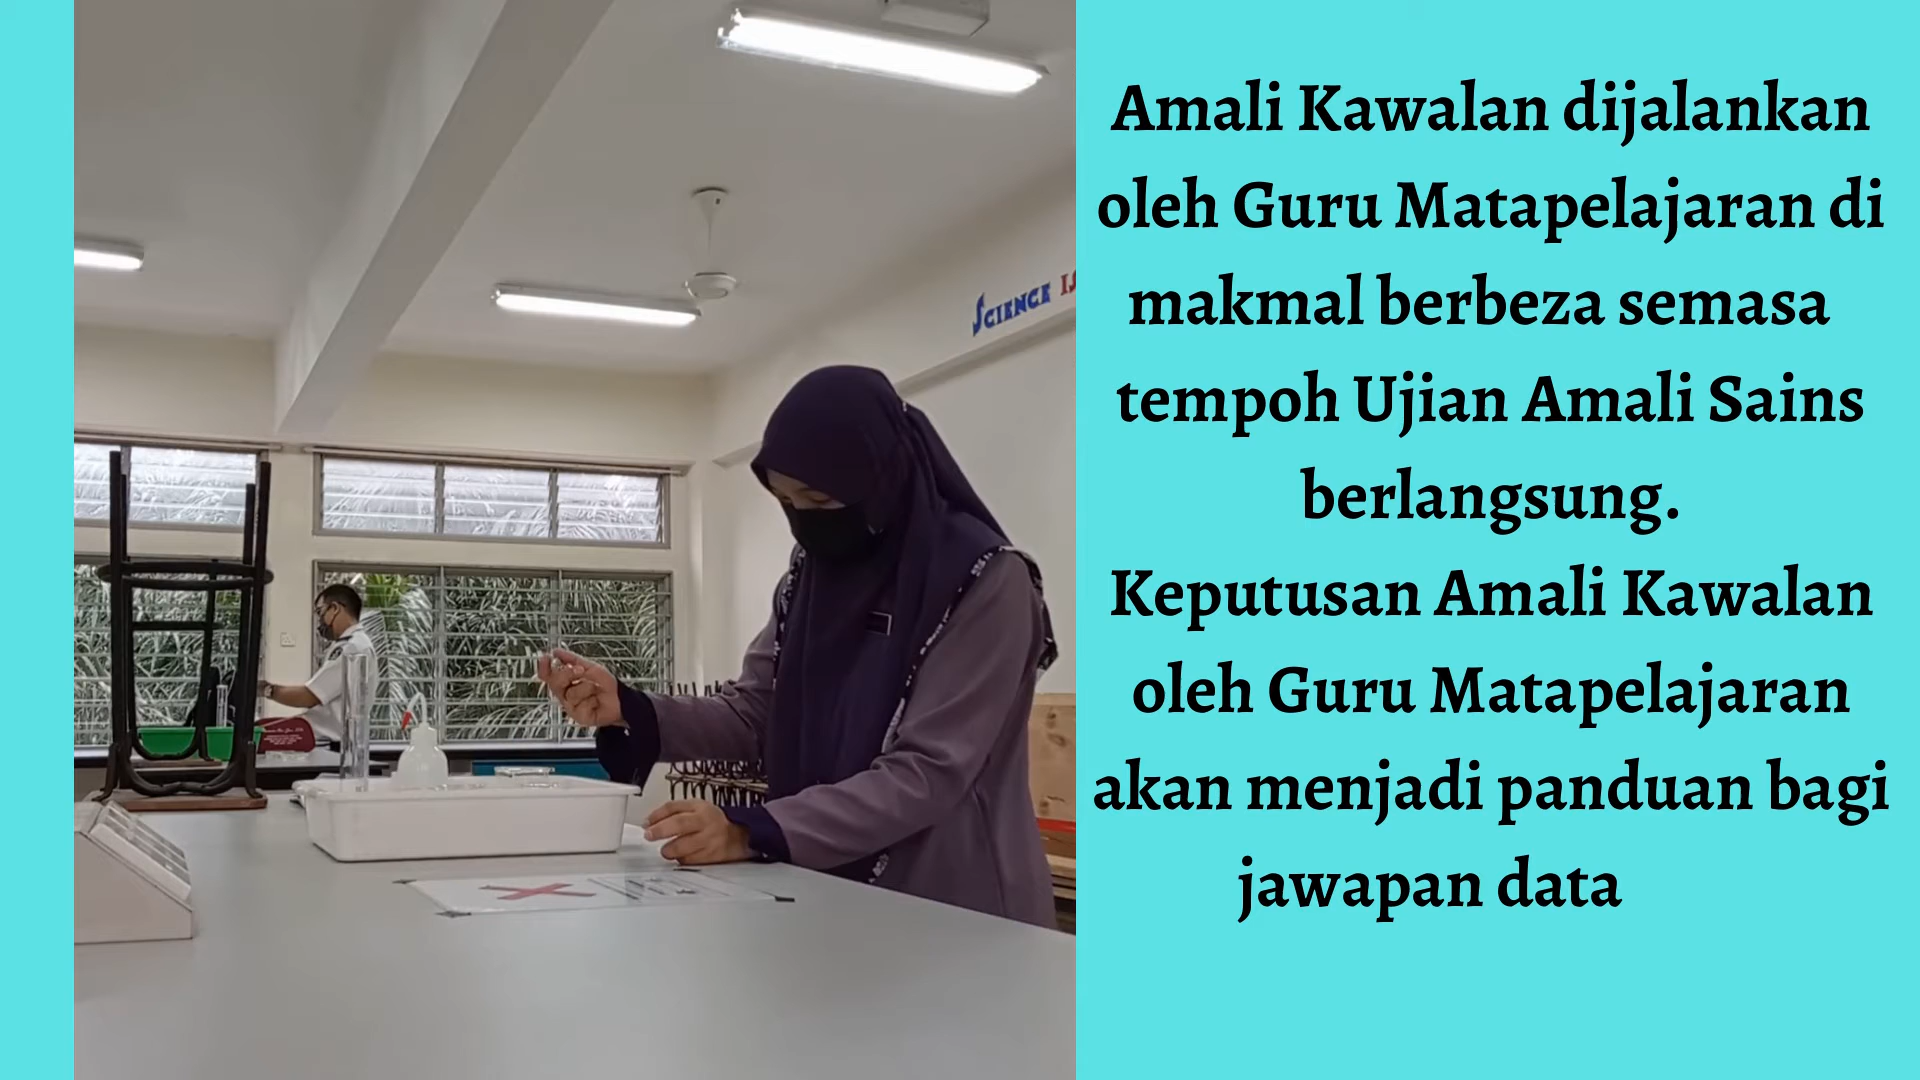 Amali Kawalan dijalankan
oleh Guru Matapelajaran di
makmal berbeza semasa
tempoh Ujian Amali Sains
berlangsung.
Keputusan Amali Kawalan
oleh Guru Matapelajaran
akan menjadi panduan bagi
jawapan data
SCIENCE IS